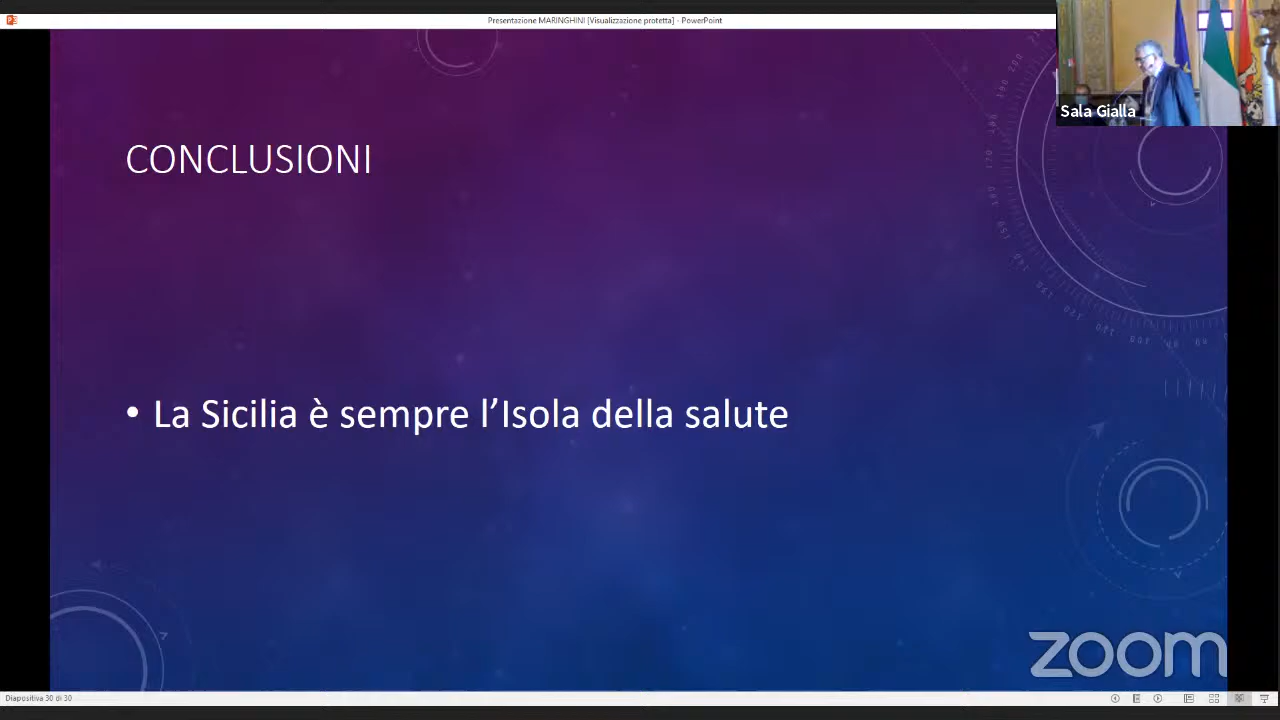 Presentazione MARINGHINI [Visualizzazione protetta] - PowerPoint
Sala Gialla
CONCLUSIONI
• La Sicilia è sempre l’Isola della salute
zoom
Diapositiva 30 di 30